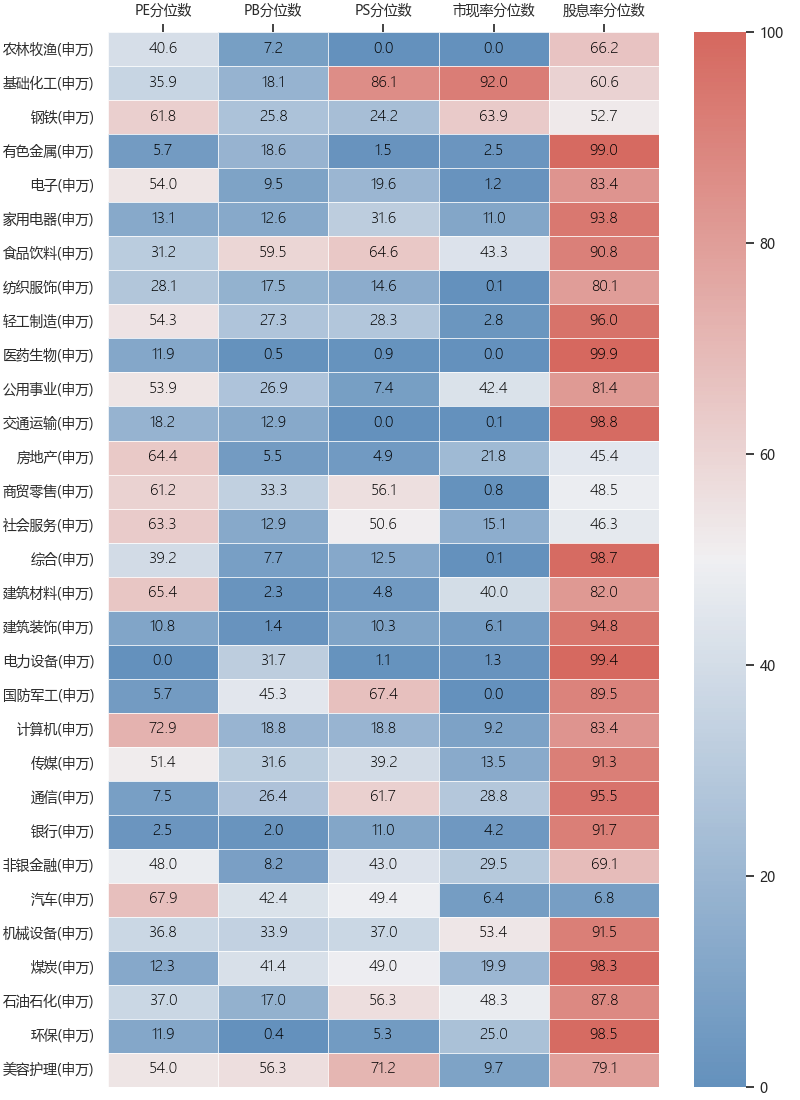 PE分位数 PB分位数 PS分位数 市现率分位数 股息率分位数
农林牧渔(申万) 40.6 7.2 0.0 0.0 66.2
基础化工(申万) 35.9 18.1 86.1 92.0 60.6
钢铁(申万) 61.8 25.8 24.2 63.9 52.7
有色金属(申万) 5.7 18.6 1.5 2.5 99.0
电子(申万) 54.0 9.5 19.6 1.2 83.4
家用电器(申万) 13.1 12.6 31.6 11.0 93.8
食品饮料(申万) 31.2 59.5 64.6 43.3 90.8
纺织服饰(申万) 28.1 17.5 14.6 0.1 80.1
轻工制造(申万) 54.3 27.3 28.3 2.8 96.0
医药生物(申万) 11.9 0.5 0.9 0.0 99.9
公用事业(申万) 53.9 26.9 7.4 42.4 81.4
交通运输(申万) 18.2 12.9 0.0 0.1 98.8
房地产(申万) 64.4 5.5 4.9 21.8 45.4
商贸零售(申万) 61.2 33.3 56.1 0.8 48.5
社会服务(申万) 63.3 12.9 50.6 15.1 46.3
综合(申万) 39.2 7.7 12.5 0.1 98.7
建筑材料(申万) 65.4 2.3 4.8 40.0 82.0
建筑装饰(申万) 10.8 1.4 10.3 6.1 94.8
电力设备(申万) 0.0 31.7 1.1 1.3 99.4
国防军工(申万) 5.7 45.3 67.4 0.0 89.5
计算机(申万) 72.9 18.8 18.8 9.2 83.4
传媒(申万) 51.4 31.6 39.2 13.5 91.3
通信(申万) 7.5 26.4 61.7 28.8 95.5
银行(申万) 2.5 2.0 11.0 4.2 91.7
非银金融(申万) 48.0 8.2 43.0 29.5 69.1
汽车(申万) 67.9 42.4 49.4 6.4 6.8
机械设备(申万) 36.8 33.9 37.0 53.4 91.5
煤炭(申万) 12.3 41.4 49.0 19.9 98.3
石油石化(申万) 37.0 17.0 56.3 48.3 87.8
环保(申万) 11.9 0.4 5.3 25.0 98.5
美容护理(申万) 54.0 56.3 71.2 9.7 79.1
100
80
60
40
20
0